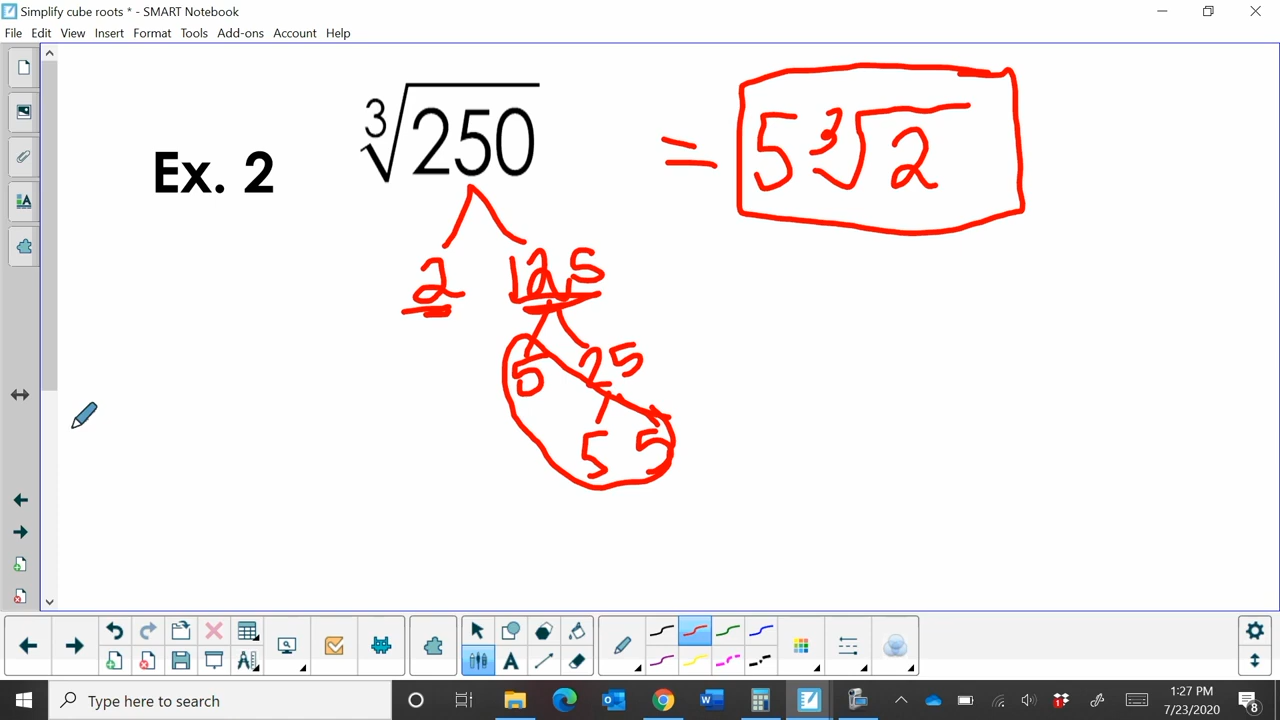 Simplify cube roots * - SMART Notebook
File Edit View Insert Format Tools Add-ons Account Help
Ex. 2
∛250 = 5∛2
2 125
5 25
5 5
Type here to search
1:27 PM
7/23/2020
8